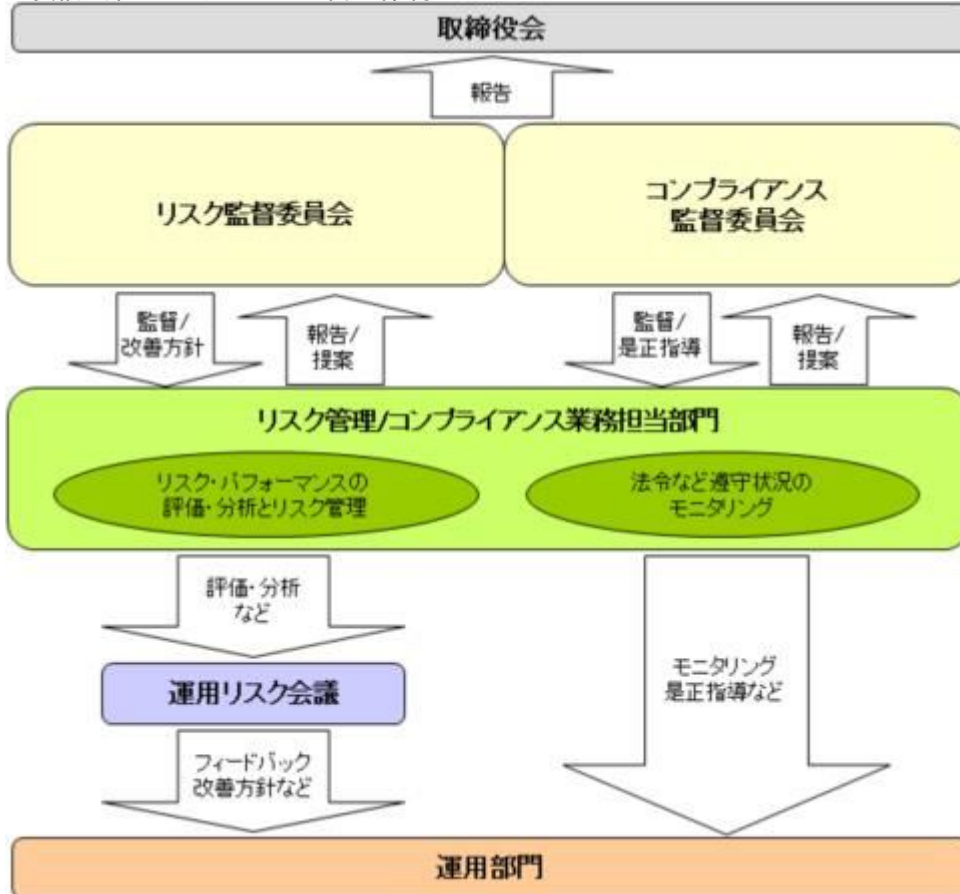 取締役会
報告
リスク監督委員会
コンプライアンス
監督委員会
監督/
改善方針
報告/
提案
監督/
是正指導
報告/
提案
リスク管理/コンプライアンス業務担当部門
リスク・パフォーマンスの
評価・分析とリスク管理
法令など遵守状況の
モニタリング
評価・分析
など
運用リスク会議
モニタリング
是正指導など
フィードバック
改善方針など
運用部門